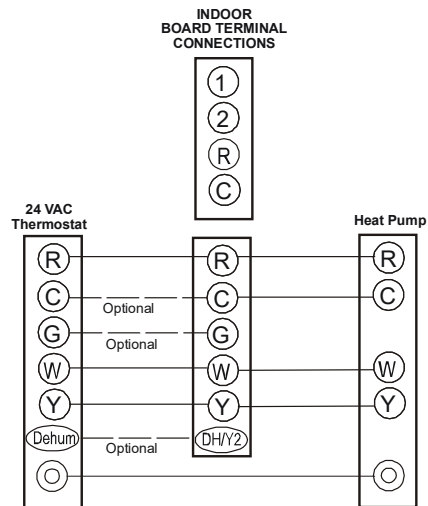 INDOOR
BOARD TERMINAL
CONNECTIONS
1
2
R
C
24 VAC
Thermostat
Heat Pump
R R R
C Optional C C
G Optional G
W W W
Y Y Y
Dehum Optional DH/Y2
O O